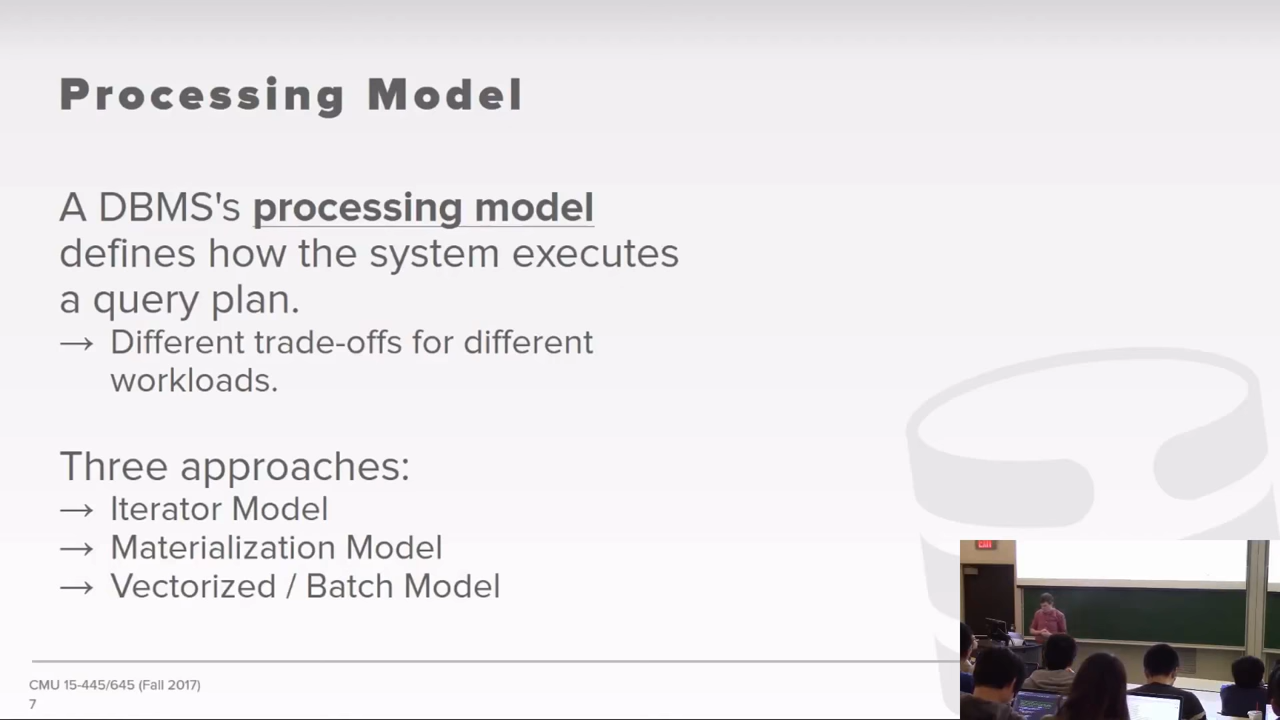 Processing Model
A DBMS's processing model
defines how the system executes
a query plan.
→ Different trade-offs for different
workloads.
Three approaches:
→ Iterator Model
→ Materialization Model
→ Vectorized / Batch Model
EXIT
CMU 15-445/645 (Fall 2017)
7